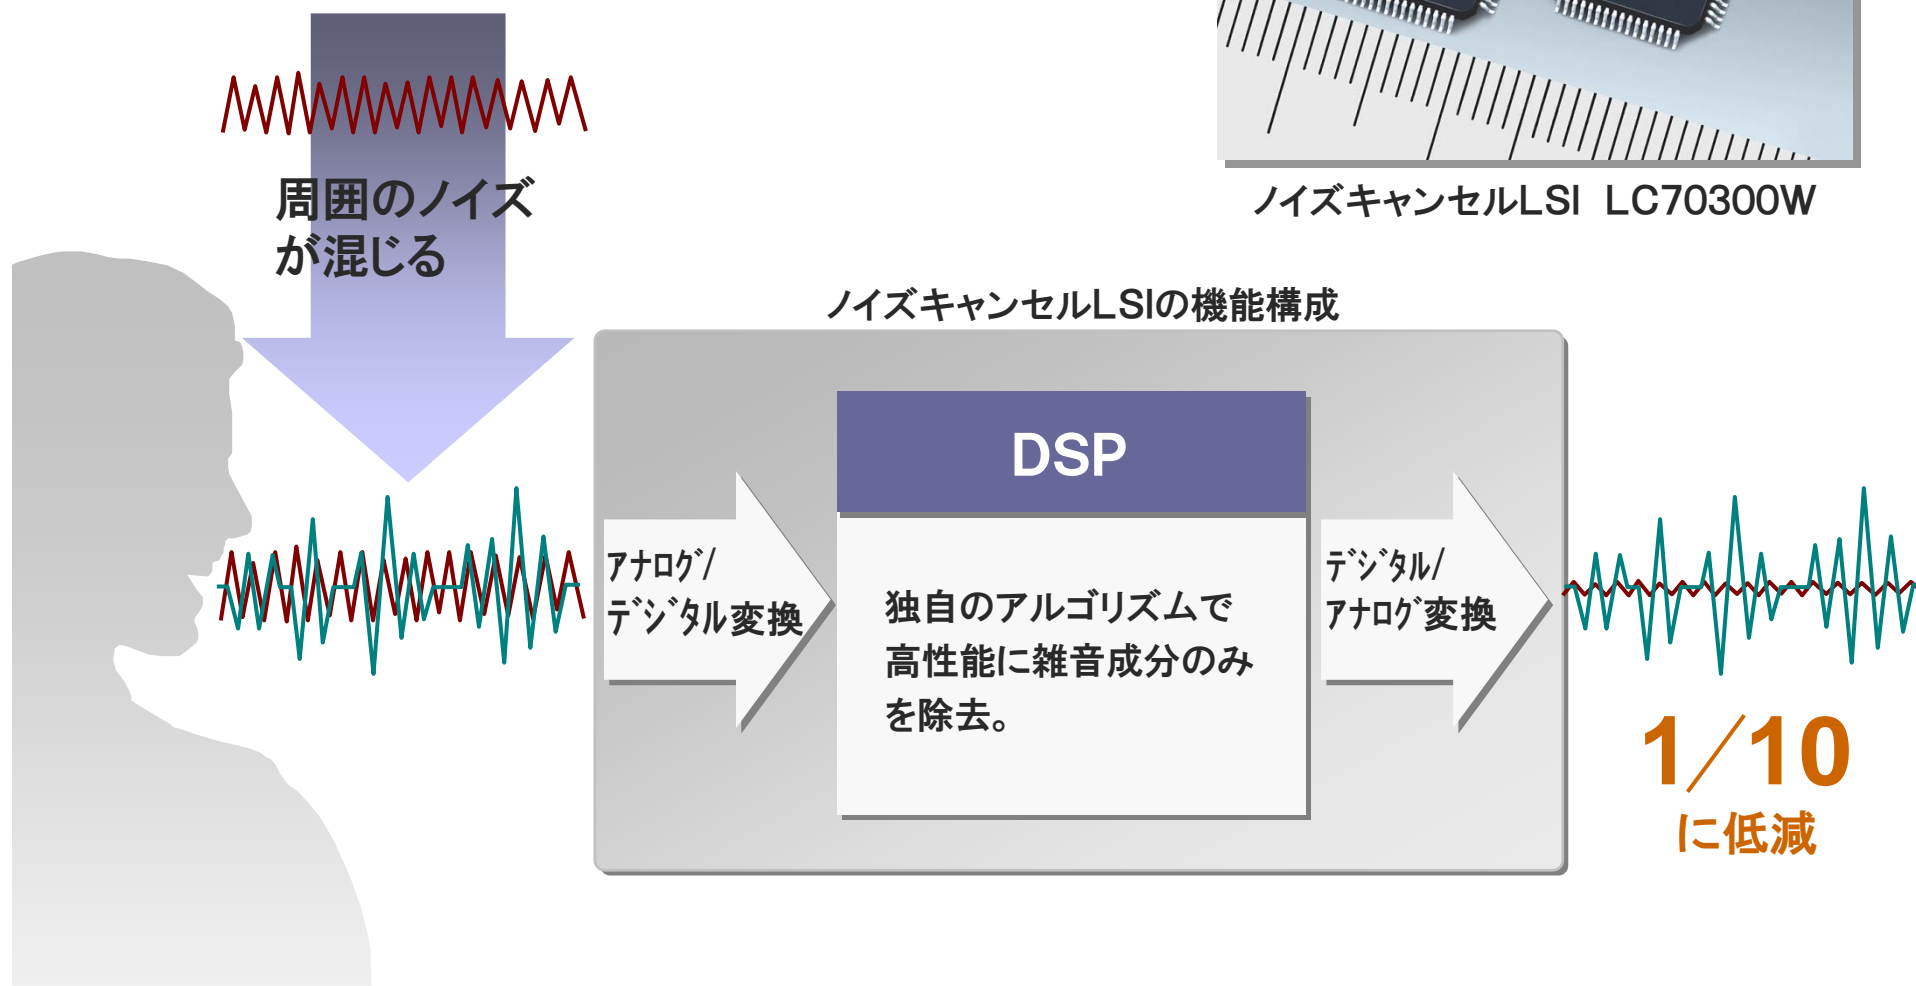 周囲のノイズ
が混じる
ノイズキャンセルLSI　LC70300W
ノイズキャンセルLSIの機能構成
ｱﾅﾛｸﾞ/
ﾃﾞｼﾞﾀﾙ変換
DSP
独自のアルゴリズムで
高性能に雑音成分のみ
を除去。
ﾃﾞｼﾞﾀﾙ/
ｱﾅﾛｸﾞ変換
1／10
に低減